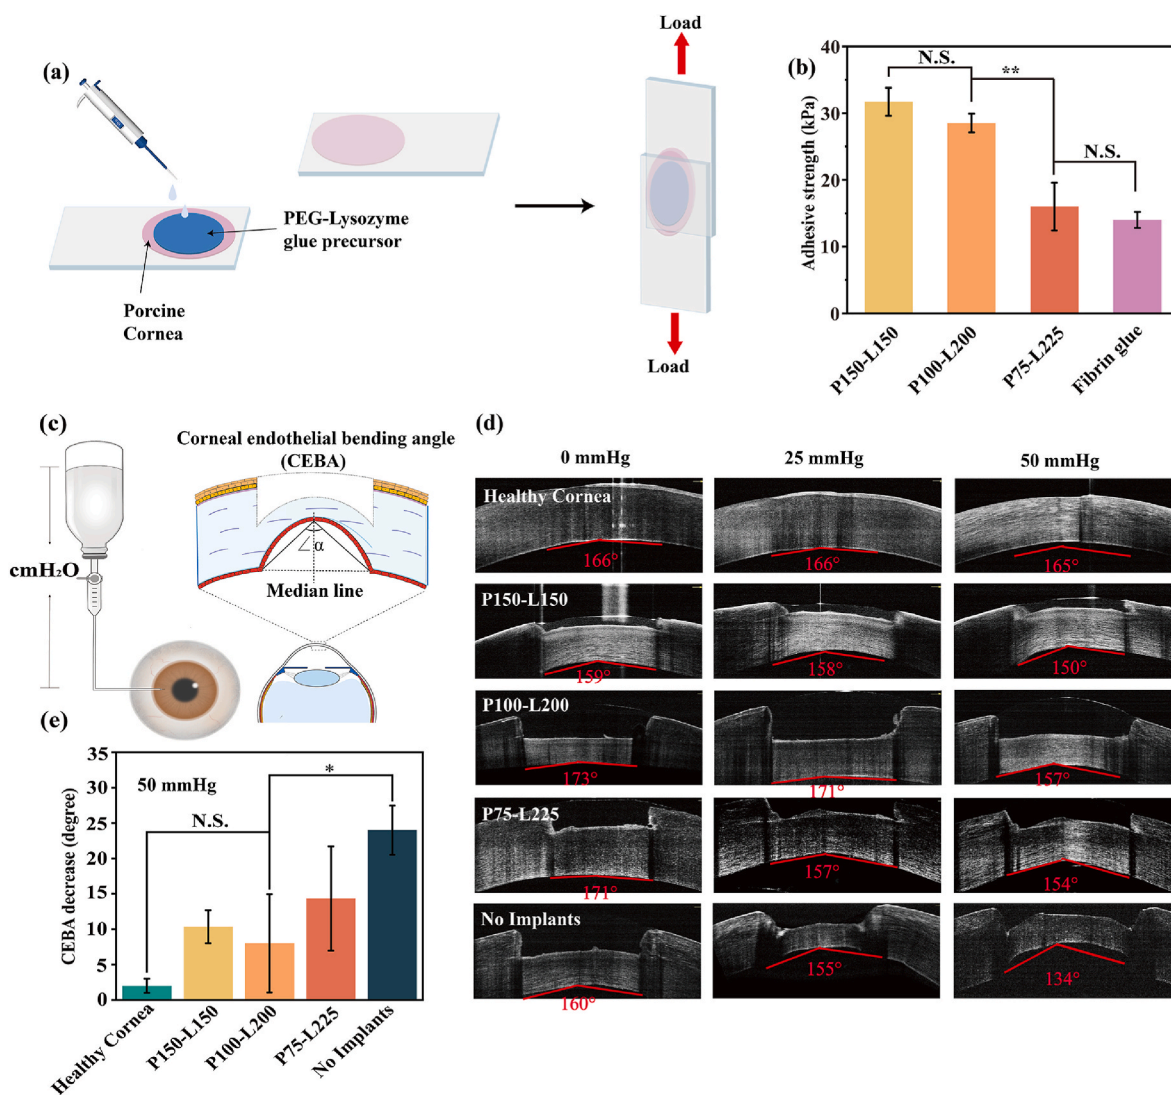 (a)
Load
PEG-Lysozyme
glue precursor
Porcine
Cornea
Load
(b)
Adhesive strength (kPa)
40
30
20
10
0
N.S.
**
N.S.
P150-L150
P100-L200
P75-L225
Fibrin glue
(c)
Corneal endothelial bending angle
(CEBA)
∠α
Median line
cmH₂O
(d)
0 mmHg
25 mmHg
50 mmHg
Healthy Cornea
166°
166°
165°
P150-L150
159°
158°
150°
P100-L200
173°
171°
157°
P75-L225
171°
157°
154°
No Implants
160°
155°
134°
(e)
CEBA decrease (degree)
35
30
25
20
15
10
5
0
50 mmHg
N.S.
*
Healthy Cornea
P150-L150
P100-L200
P75-L225
No Implants